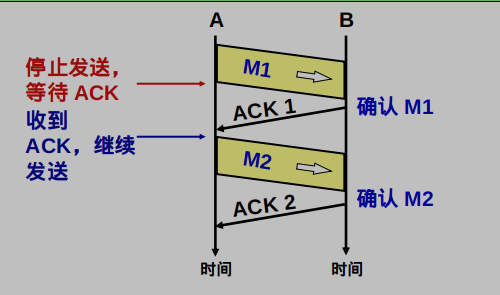 A
B
停止发送，
等待 ACK
M1
ACK 1
确认 M1
收到
ACK，继续
发送
M2
ACK 2
确认 M2
时间
时间